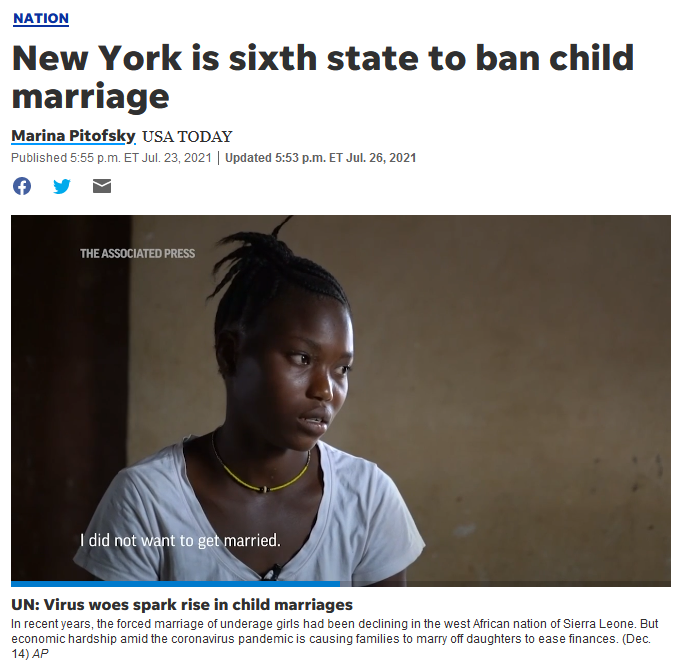 NATION
New York is sixth state to ban child
marriage
Marina Pitofsky USA TODAY
Published 5:55 p.m. ET Jul. 23, 2021 | Updated 5:53 p.m. ET Jul. 26, 2021
THE ASSOCIATED PRESS
I did not want to get married.
UN: Virus woes spark rise in child marriages
In recent years, the forced marriage of underage girls had been declining in the west African nation of Sierra Leone. But
economic hardship amid the coronavirus pandemic is causing families to marry off daughters to ease finances. (Dec.
14) AP